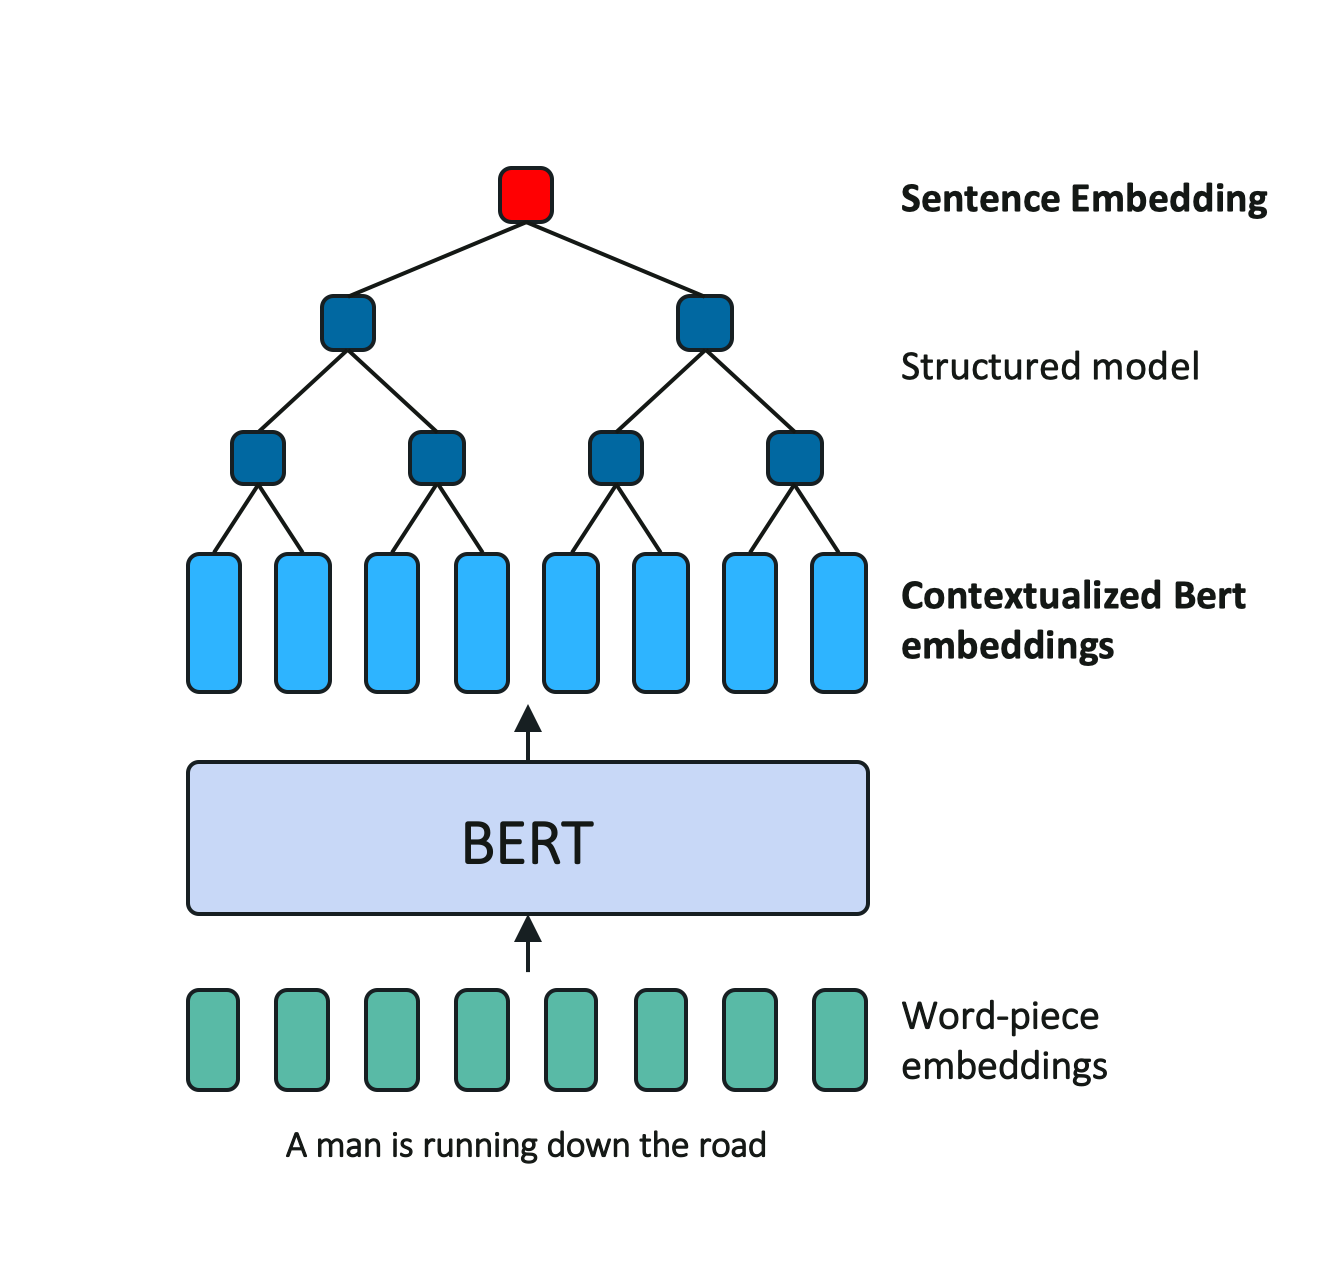 Sentence Embedding
Structured model
Contextualized Bert
embeddings
BERT
Word-piece
embeddings
A man is running down the road